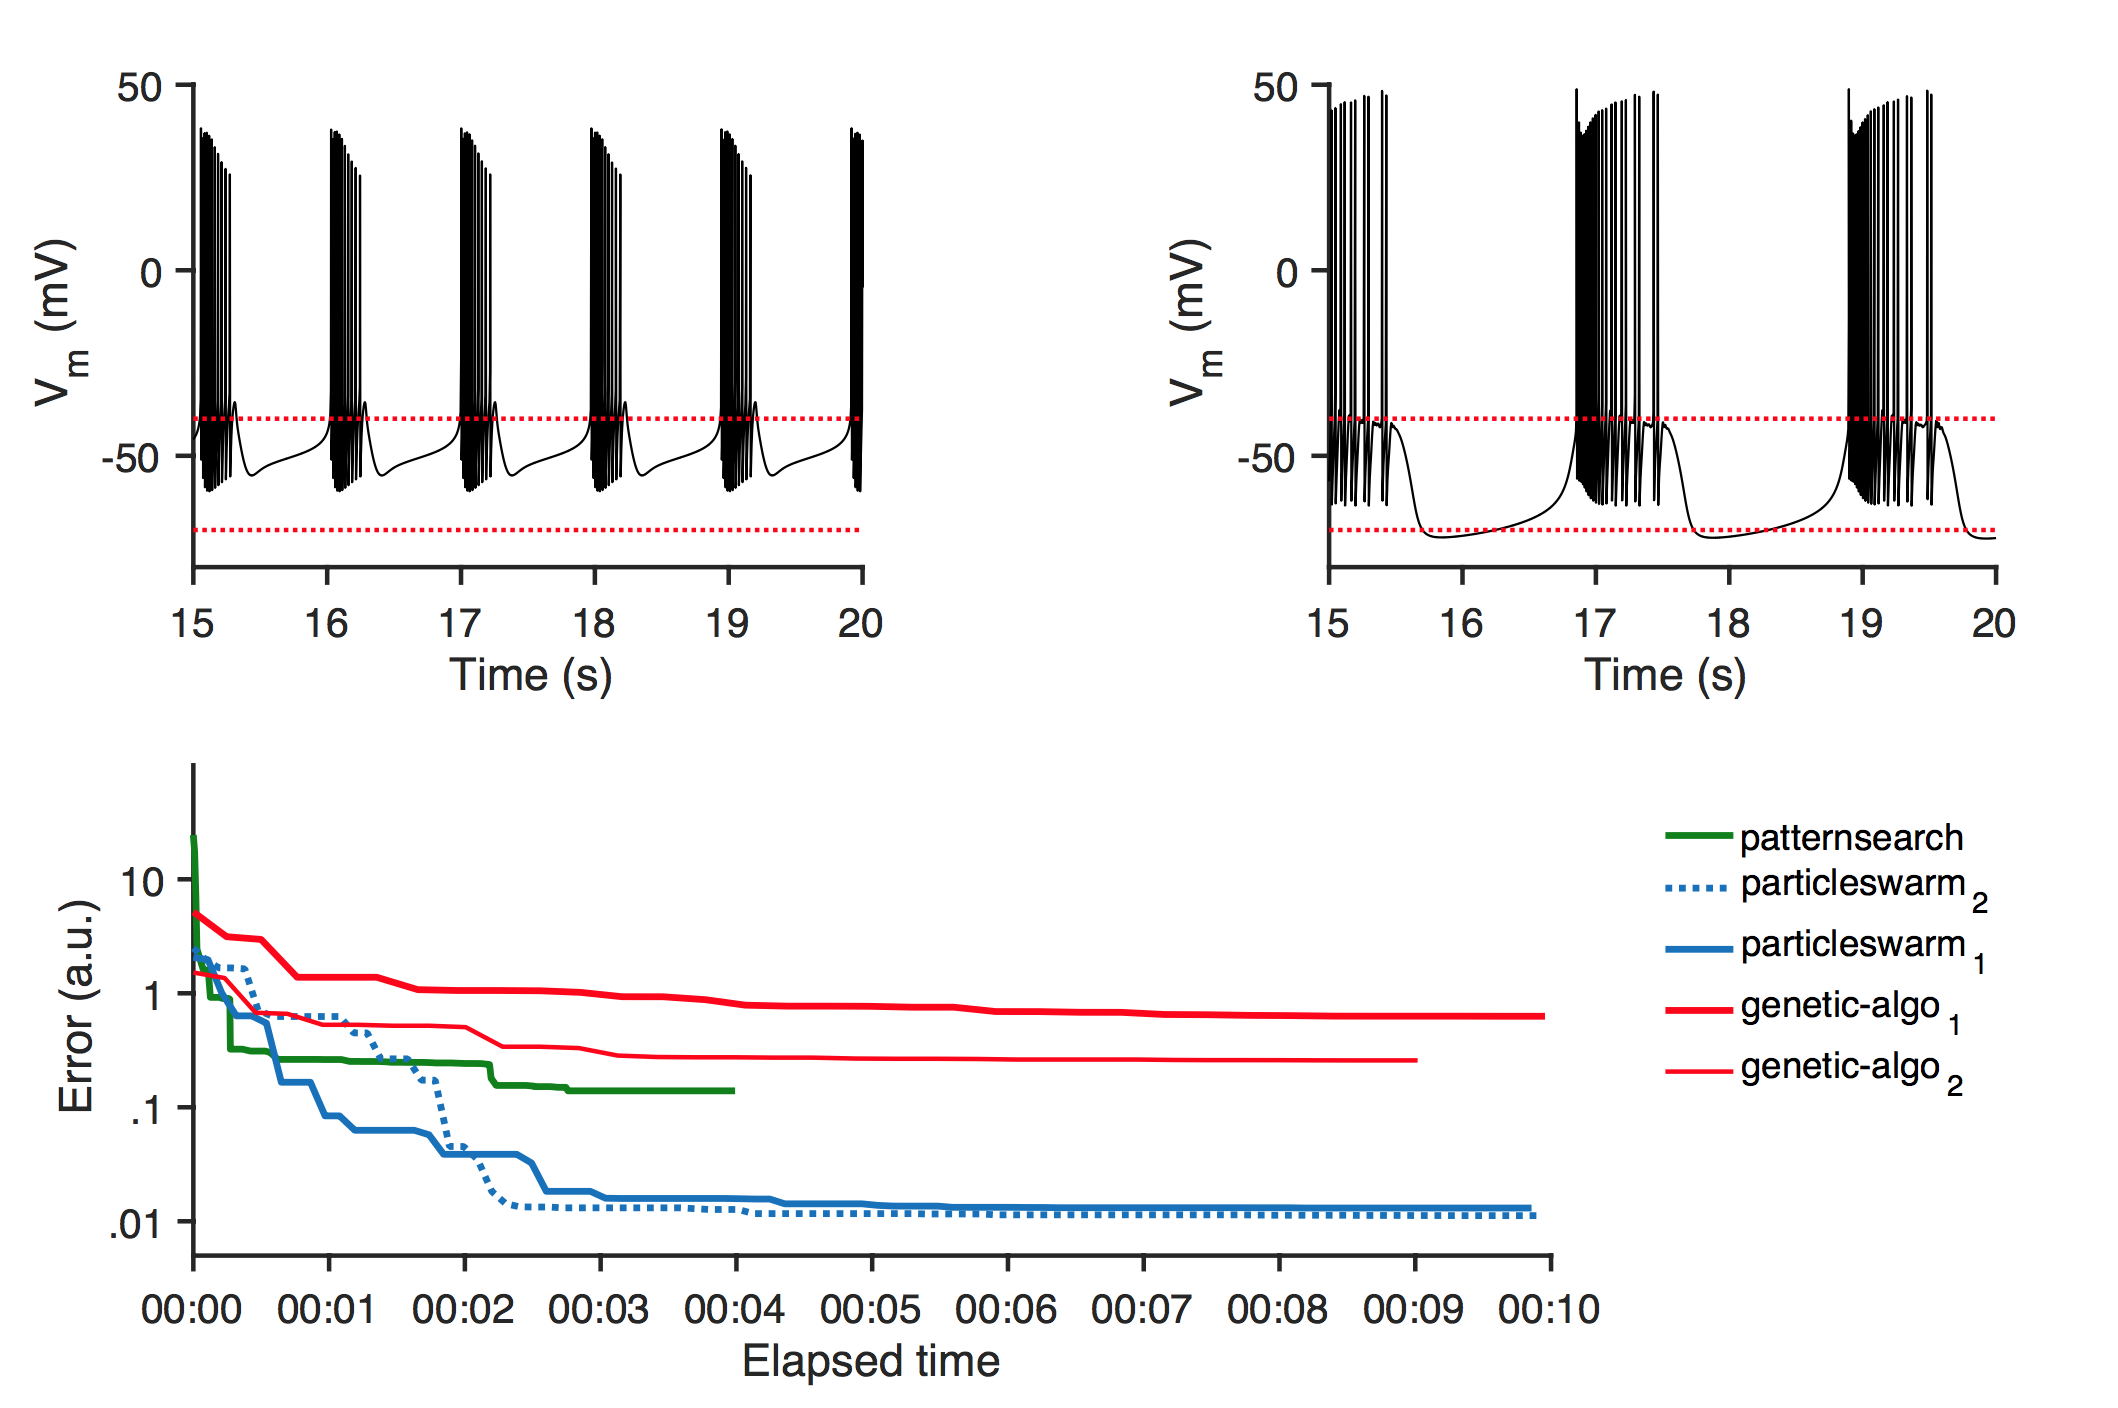 50
0
-50
V m (mV)
15 16 17 18 19 20
Time (s)
50
0
-50
V m (mV)
15 16 17 18 19 20
Time (s)
10
1
.1
.01
Error (a.u.)
00:00 00:01 00:02 00:03 00:04 00:05 00:06 00:07 00:08 00:09 00:10
Elapsed time
patternsearch
particleswarm 2
particleswarm 1
genetic-algo 1
genetic-algo 2